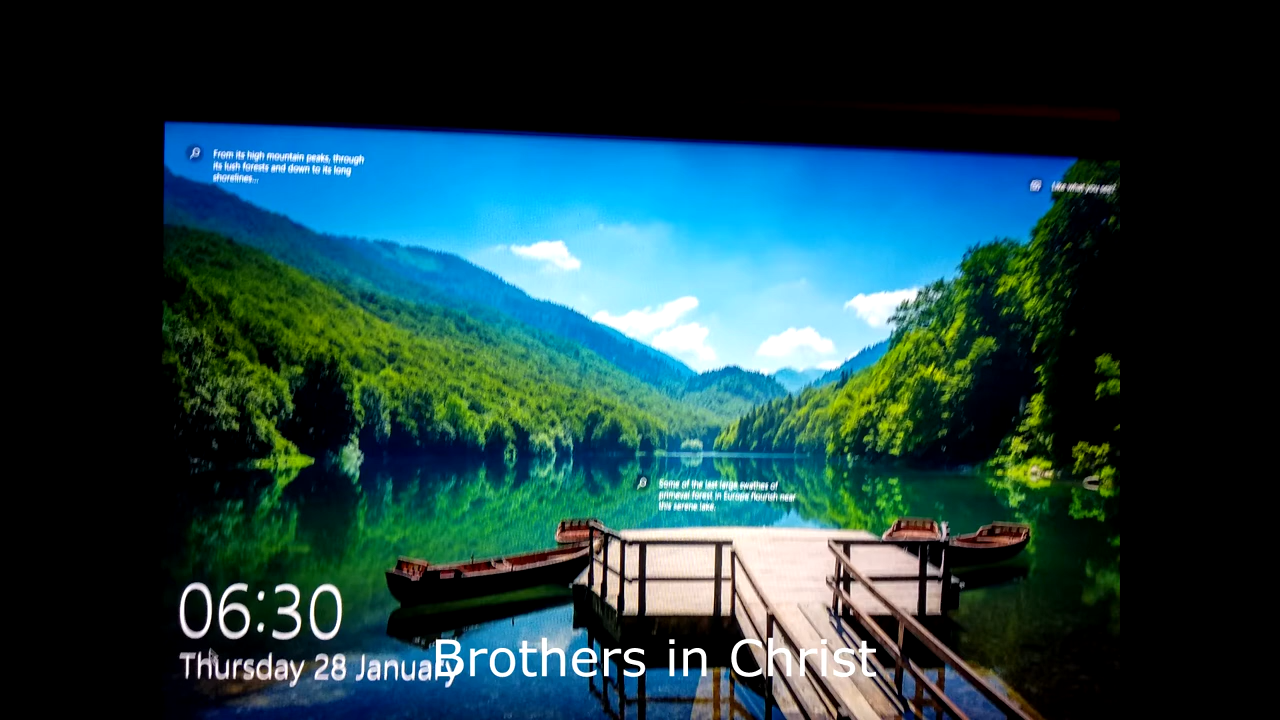 From its high mountain peaks, through
its lush forests and down to its long
shorelines...
Like what you see?
Some of the last large swathes of
primeval forest in Europe flourish near
this serene lake.
06:30
Thursday 28 January
Brothers in Christ